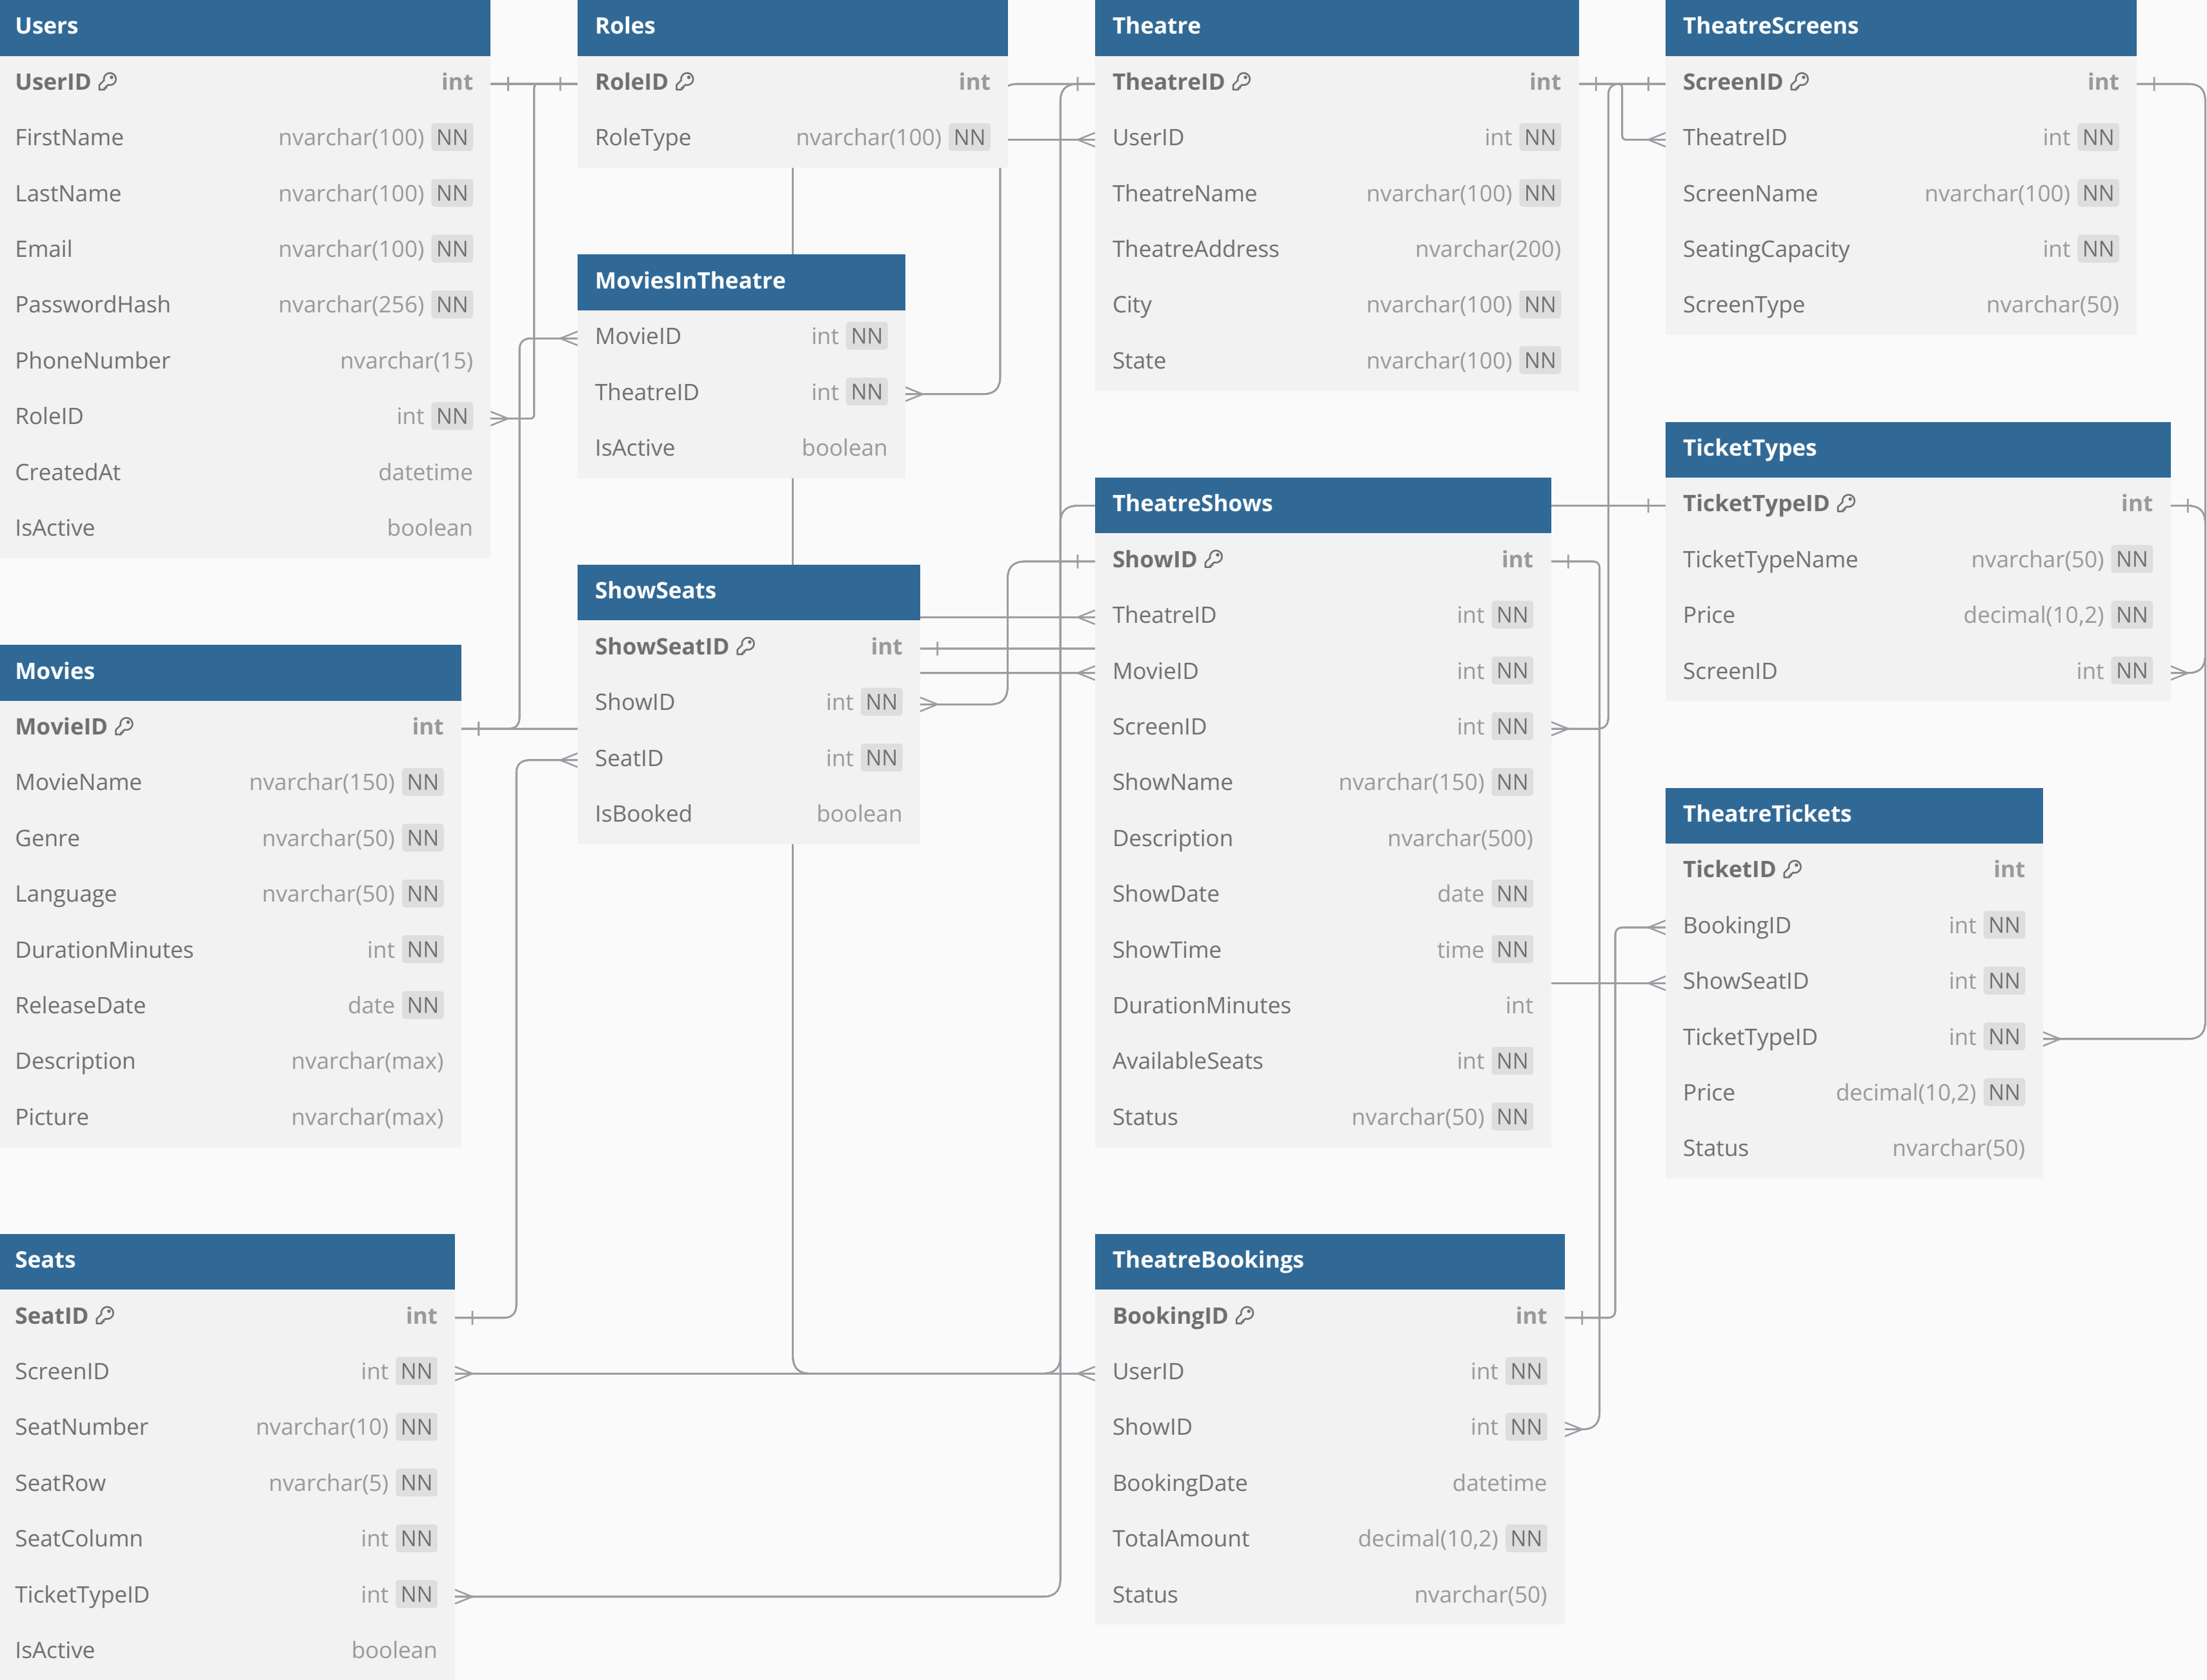 Users
UserID int
FirstName nvarchar(100) NN
LastName nvarchar(100) NN
Email nvarchar(100) NN
PasswordHash nvarchar(256) NN
PhoneNumber nvarchar(15)
RoleID int NN
CreatedAt datetime
IsActive boolean
Roles
RoleID int
RoleType nvarchar(100) NN
Theatre
TheatreID int
UserID int NN
TheatreName nvarchar(100) NN
TheatreAddress nvarchar(200)
City nvarchar(100) NN
State nvarchar(100) NN
TheatreScreens
ScreenID int
TheatreID int NN
ScreenName nvarchar(100) NN
SeatingCapacity int NN
ScreenType nvarchar(50)
MoviesInTheatre
MovieID int NN
TheatreID int NN
IsActive boolean
TicketTypes
TicketTypeID int
TicketTypeName nvarchar(50) NN
Price decimal(10,2) NN
ScreenID int NN
TheatreShows
ShowID int
TheatreID int NN
MovieID int NN
ScreenID int NN
ShowName nvarchar(150) NN
Description nvarchar(500)
ShowDate date NN
ShowTime time NN
DurationMinutes int
AvailableSeats int NN
Status nvarchar(50) NN
ShowSeats
ShowSeatID int
ShowID int NN
SeatID int NN
IsBooked boolean
Movies
MovieID int
MovieName nvarchar(150) NN
Genre nvarchar(50) NN
Language nvarchar(50) NN
DurationMinutes int NN
ReleaseDate date NN
Description nvarchar(max)
Picture nvarchar(max)
TheatreTickets
TicketID int
BookingID int NN
ShowSeatID int NN
TicketTypeID int NN
Price decimal(10,2) NN
Status nvarchar(50)
Seats
SeatID int
ScreenID int NN
SeatNumber nvarchar(10) NN
SeatRow nvarchar(5) NN
SeatColumn int NN
TicketTypeID int NN
IsActive boolean
TheatreBookings
BookingID int
UserID int NN
ShowID int NN
BookingDate datetime
TotalAmount decimal(10,2) NN
Status nvarchar(50)